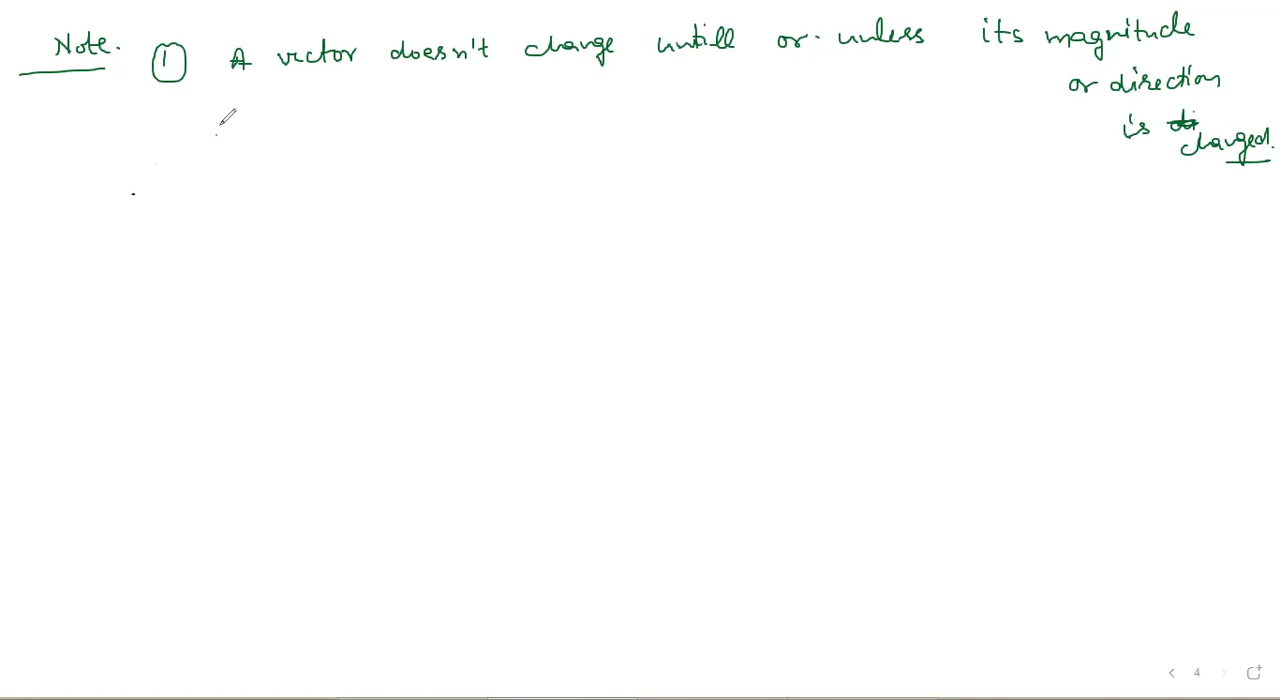 Note. 1 A vector doesn't change untill or unless its magnitude
or direction
is
changed.
4